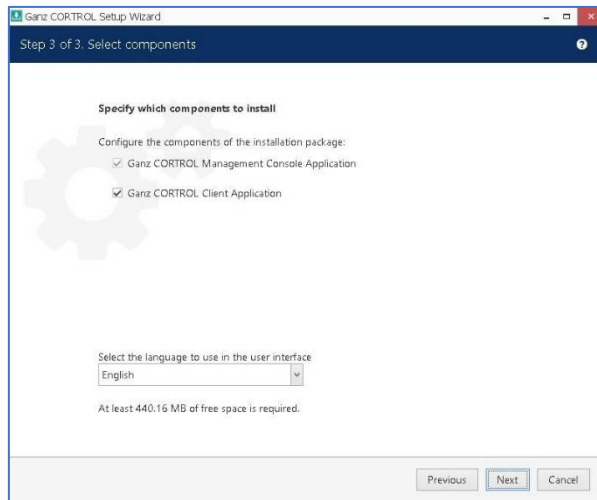 Ganz CORTROL Setup Wizard
Step 3 of 3. Select components
Specify which components to install
Configure the components of the installation package:
Ganz CORTROL Management Console Application
Ganz CORTROL Client Application
Select the language to use in the user interface
English
At least 440.16 MB of free space is required.
Previous Next Cancel